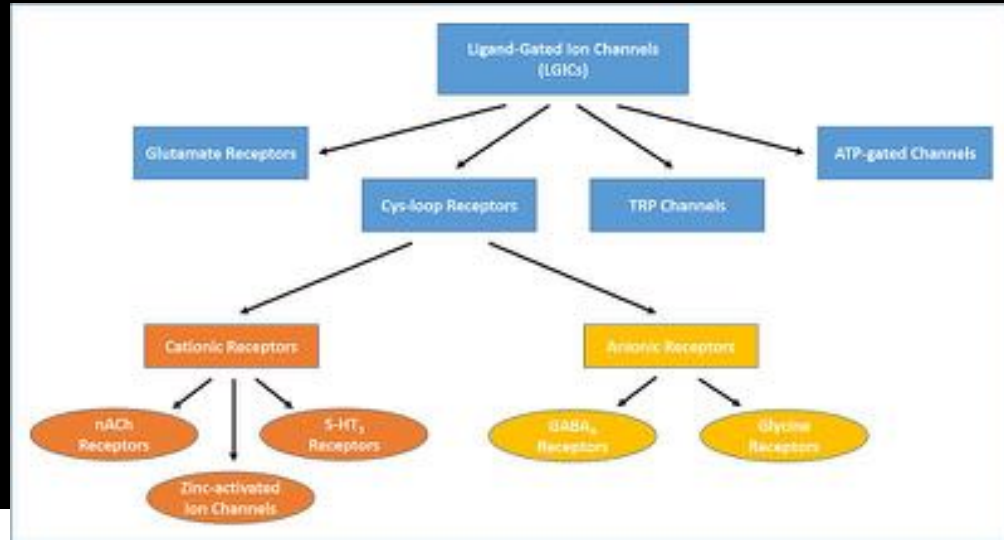 Ligand-Gated Ion Channels
(LGICs)
Glutamate Receptors
ATP-gated Channels
Cys-loop Receptors
TRP Channels
Cationic Receptors
Anionic Receptors
nACh
Receptors
5-HT₃
Receptors
GABAₐ
Receptors
Glycine
Receptors
Zinc-activated
Ion Channels